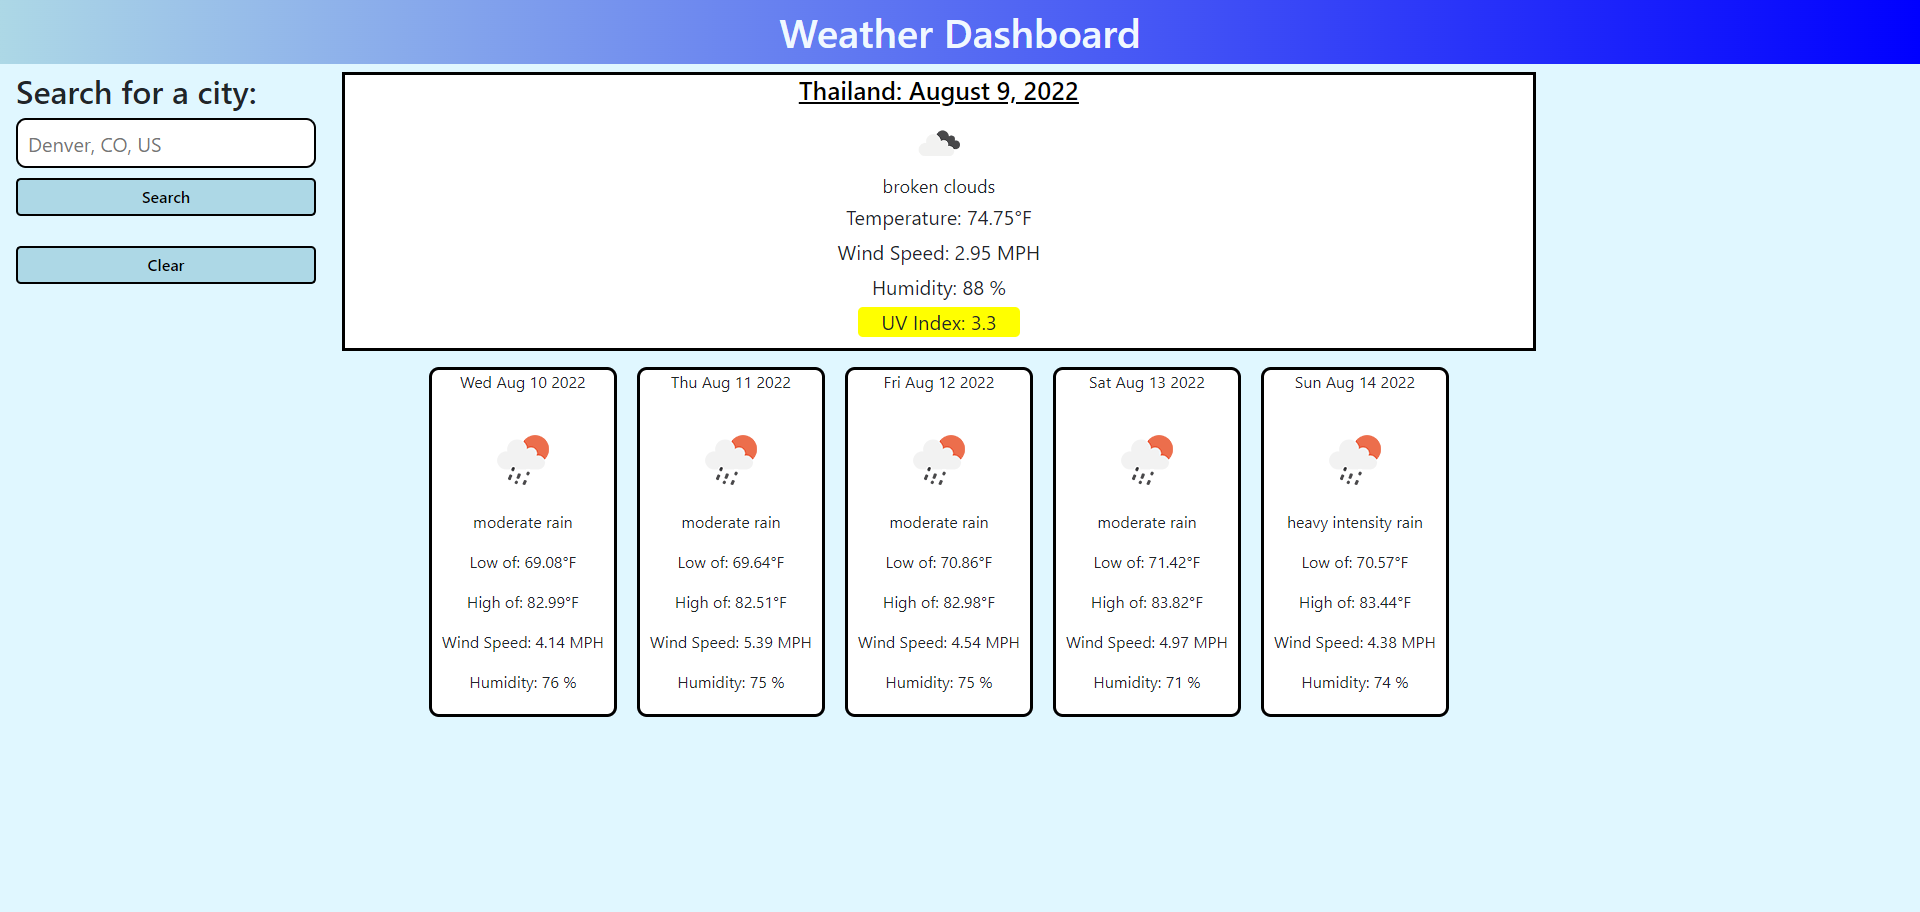 Weather Dashboard
Search for a city:
Denver, CO, US
Search
Clear
Thailand: August 9, 2022
broken clouds
Temperature: 74.75°F
Wind Speed: 2.95 MPH
Humidity: 88 %
UV Index: 3.3
Wed Aug 10 2022
moderate rain
Low of: 69.08°F
High of: 82.99°F
Wind Speed: 4.14 MPH
Humidity: 76 %
Thu Aug 11 2022
moderate rain
Low of: 69.64°F
High of: 82.51°F
Wind Speed: 5.39 MPH
Humidity: 75 %
Fri Aug 12 2022
moderate rain
Low of: 70.86°F
High of: 82.98°F
Wind Speed: 4.54 MPH
Humidity: 75 %
Sat Aug 13 2022
moderate rain
Low of: 71.42°F
High of: 83.82°F
Wind Speed: 4.97 MPH
Humidity: 71 %
Sun Aug 14 2022
heavy intensity rain
Low of: 70.57°F
High of: 83.44°F
Wind Speed: 4.38 MPH
Humidity: 74 %